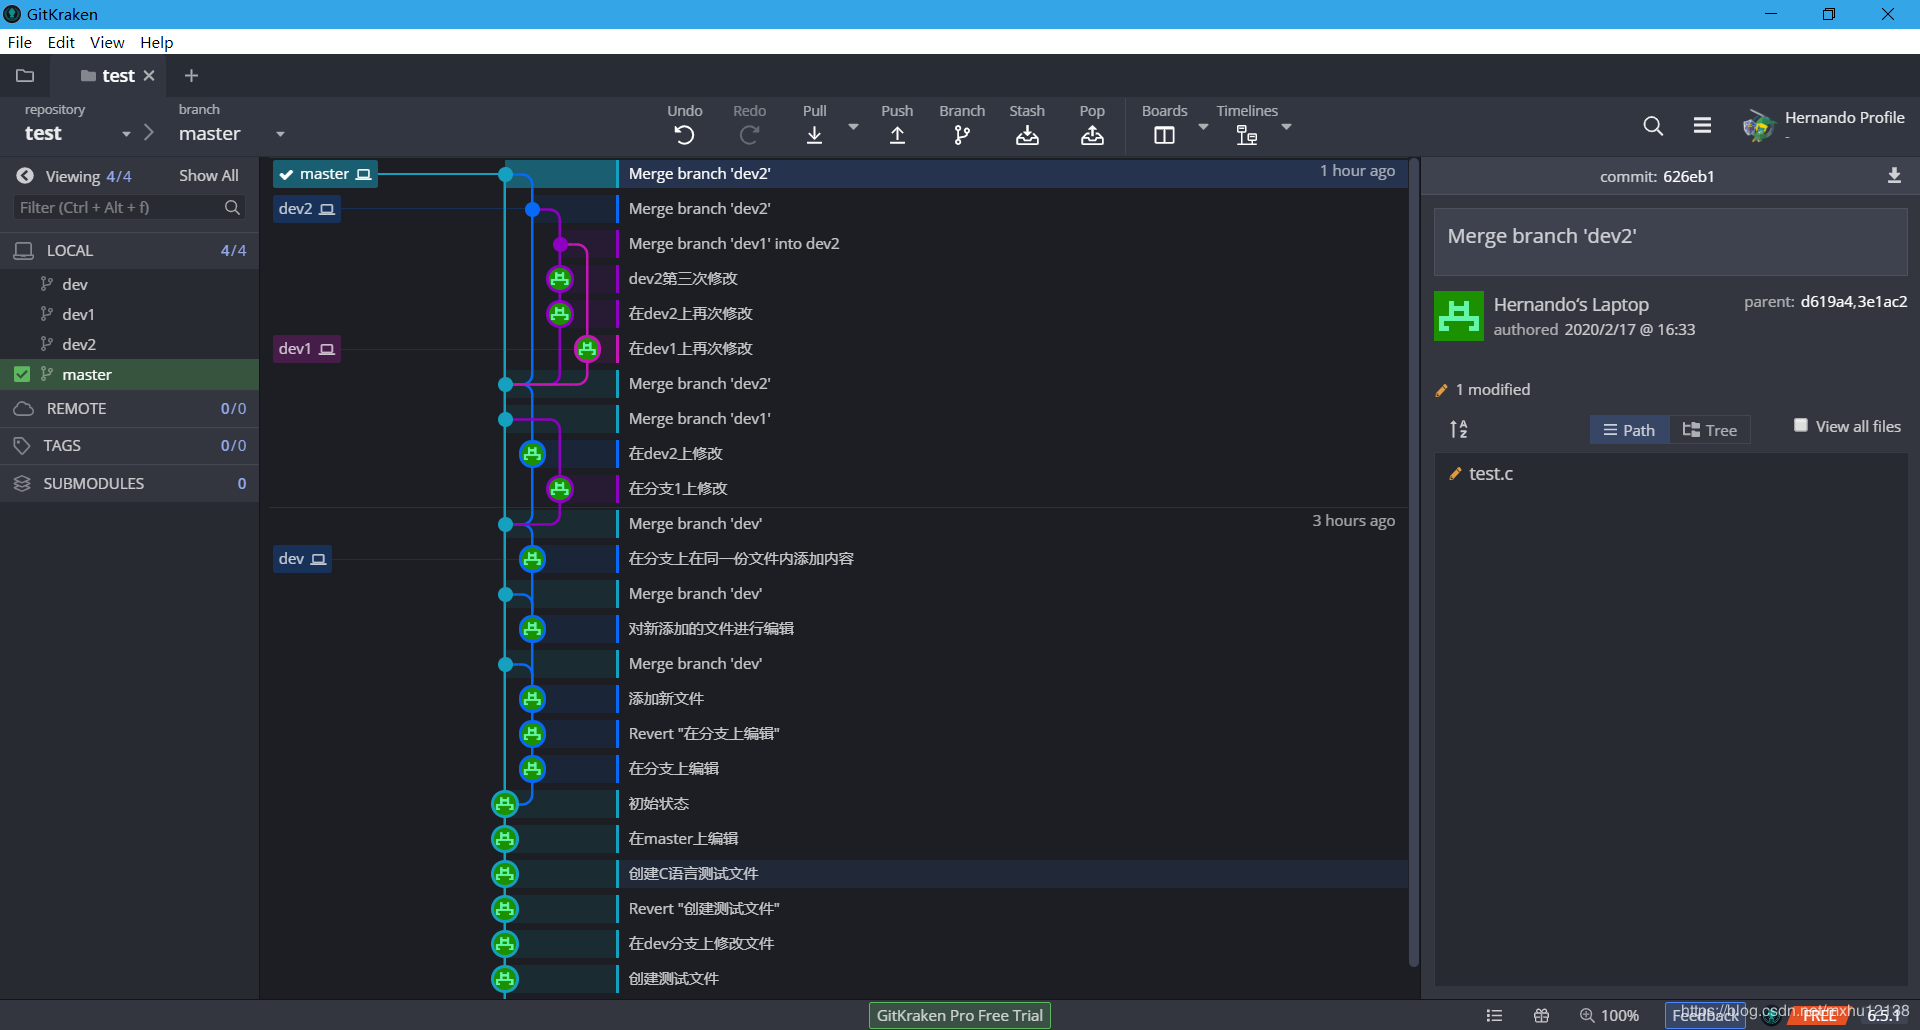 GitKraken
File Edit View Help
test
repository
test
branch
master
Undo Redo Pull Push Branch Stash Pop Boards Timelines
Hernando Profile
-
Viewing 4/4 Show All
Filter (Ctrl + Alt + f)
LOCAL 4/4
dev
dev1
dev2
master
REMOTE 0/0
TAGS 0/0
SUBMODULES 0
master Merge branch 'dev2' 1 hour ago
dev2 Merge branch 'dev2'
Merge branch 'dev1' into dev2
dev2第三次修改
在dev2上再次修改
dev1 在dev1上再次修改
Merge branch 'dev2'
Merge branch 'dev1'
在dev2上修改
在分支1上修改
Merge branch 'dev' 3 hours ago
dev 在分支上在同一份文件内添加内容
Merge branch 'dev'
对新添加的文件进行编辑
Merge branch 'dev'
添加新文件
Revert "在分支上编辑"
在分支上编辑
初始状态
在master上编辑
创建C语言测试文件
Revert "创建测试文件"
在dev分支上修改文件
创建测试文件
commit: 626eb1
Merge branch 'dev2'
Hernando's Laptop
authored 2020/2/17 @ 16:33
parent: d619a4,3e1ac2
1 modified
Path Tree View all files
test.c
GitKraken Pro Free Trial
100% Feedback FREE 6.5.1
https://blog.csdn.net/mxhu12138